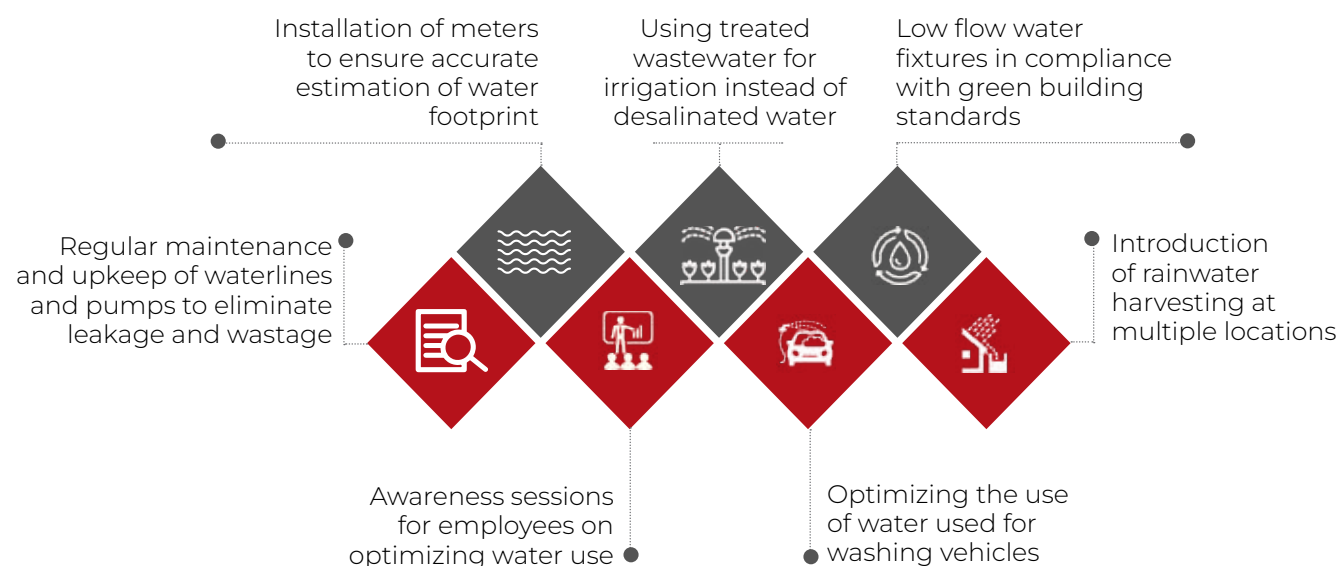 Installation of meters
to ensure accurate
estimation of water
footprint
Using treated
wastewater for
irrigation instead of
desalinated water
Low flow water
fixtures in compliance
with green building
standards
Regular maintenance
and upkeep of waterlines
and pumps to eliminate
leakage and wastage
Introduction
of rainwater
harvesting at
multiple locations
Awareness sessions
for employees on
optimizing water use
Optimizing the use
of water used for
washing vehicles